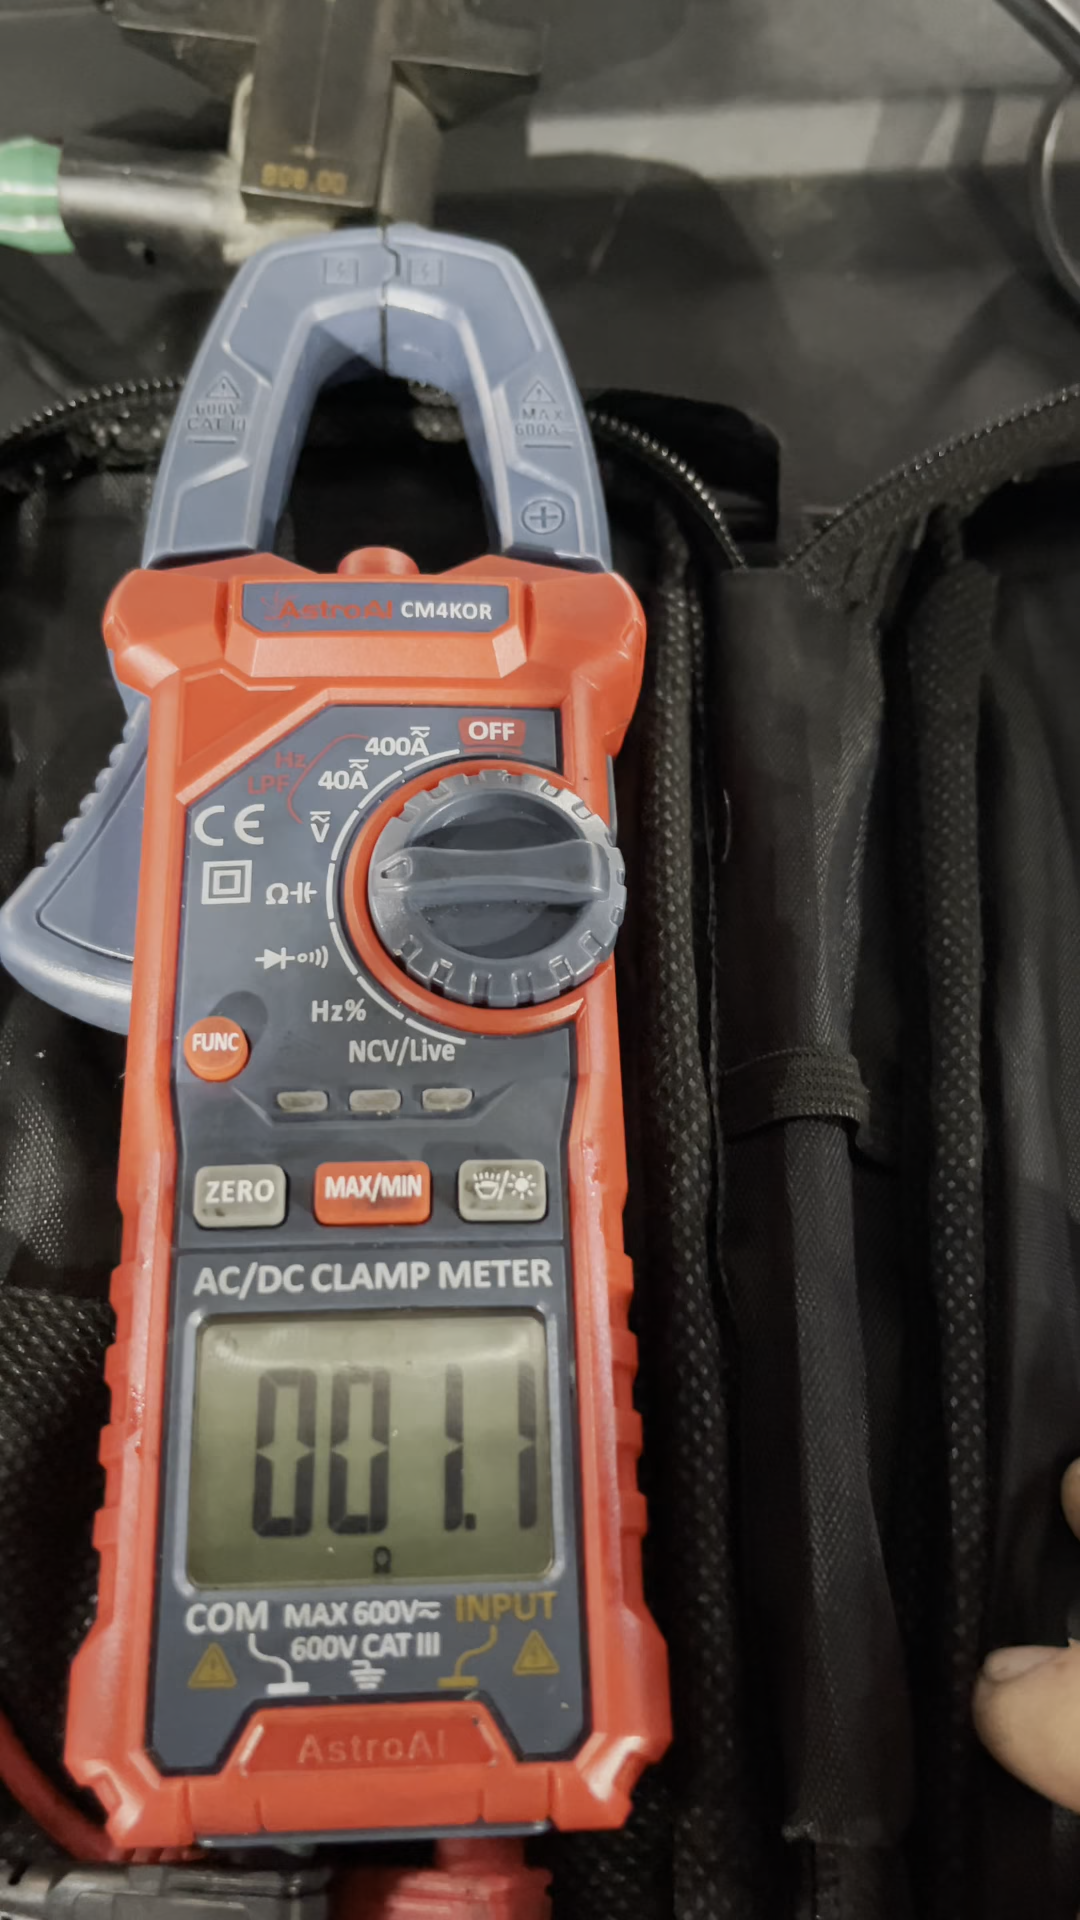 600V
CAT III
MAX
600A
AstroAI CM4K0R
OFF
400A
40A
Hz
LPF
V
CE
Ω
Hz%
NCV/Live
FUNC
ZERO
MAX/MIN
AC/DC CLAMP METER
001.1
Ω
COM MAX 600V INPUT
600V CAT III
AstroAI